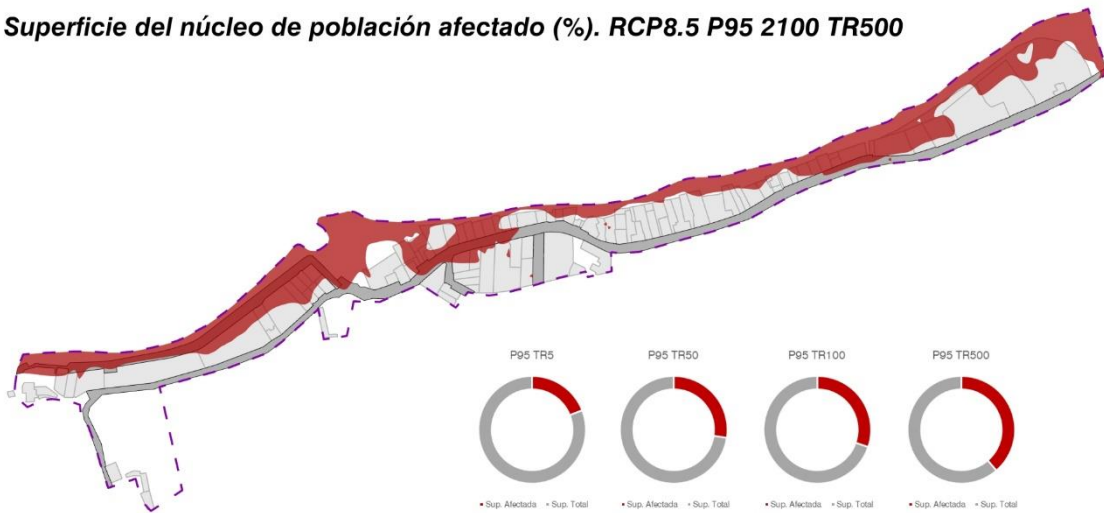 Superficie del núcleo de población afectado (%). RCP8.5 P95 2100 TR500
P95 TR5
P95 TR50
P95 TR100
P95 TR500
Sup. Afectada Sup. Total
Sup. Afectada Sup. Total
Sup. Afectada Sup. Total
Sup. Afectada Sup. Total